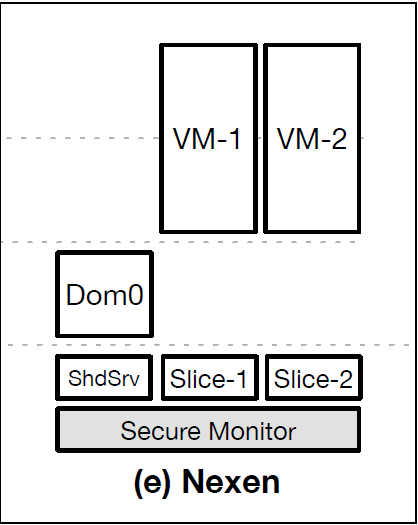 VM-1 VM-2
Dom0
ShdSrv Slice-1 Slice-2
Secure Monitor
(e) Nexen